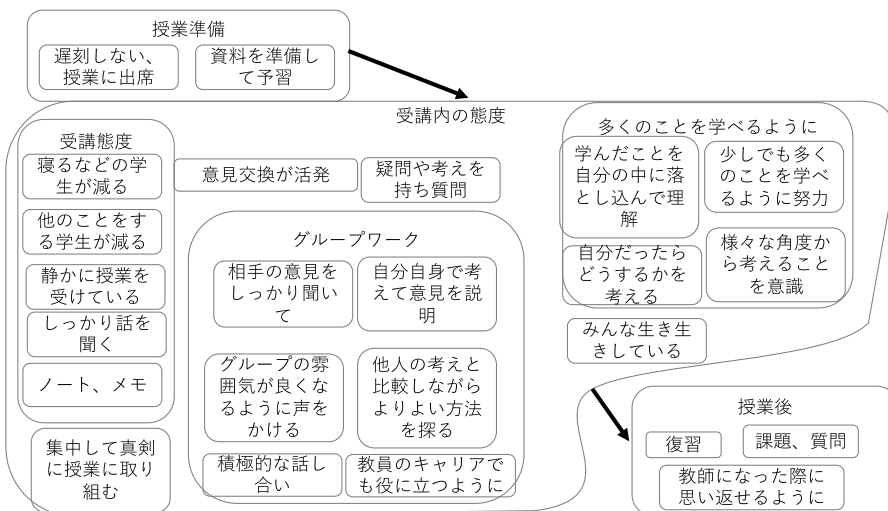 授業準備
遅刻しない、
授業に出席
資料を準備し
て予習
受講内の態度
受講態度
寝るなどの学
生が減る
他のことをす
る学生が減る
静かに授業を
受けている
しっかり話を
聞く
ノート、メモ
集中して真剣
に授業に取り
組む
意見交換が活発
疑問や考えを
持ち質問
グループワーク
相手の意見を
しっかり聞い
て
自分自身で考
えて意見を説
明
グループの雰
囲気が良くな
るように声を
かける
他人の考えと
比較しながら
よりよい方法
を探る
積極的な話し
合い
教員のキャリアで
も役に立つように
多くのことを学べるように
学んだことを
自分の中に落
とし込んで理
解
少しでも多く
のことを学べ
るように努力
自分だったら
どうするかを
考える
様々な角度か
ら考えること
を意識
みんな生き生
きしている
授業後
復習
課題、質問
教師になった際に
思い返せるように